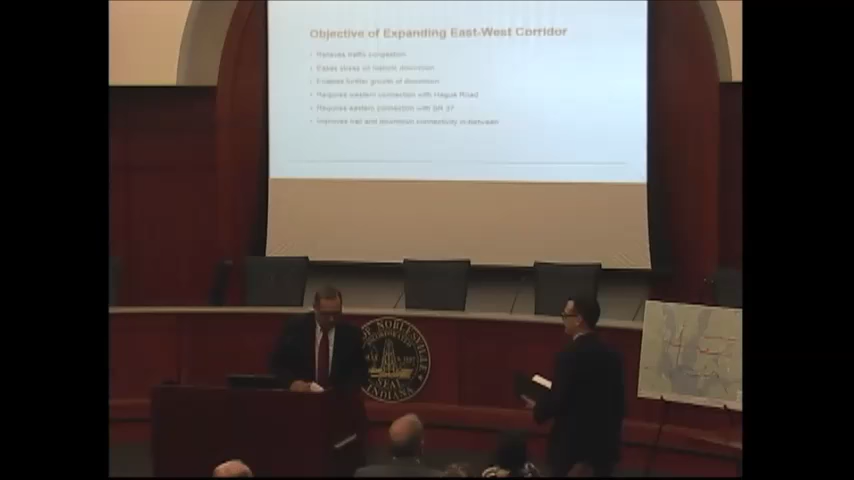 Objective of Expanding East-West Corridor
• Relieves traffic congestion
• Eases stress on historic downtown
• Enables further growth of downtown
• Requires western connection with Hague Road
• Requires eastern connection with SR 37
• Improves trail and downtown connectivity in-between
OF NOBLESVILLE
INCORPORATED
SEAL
INDIANA